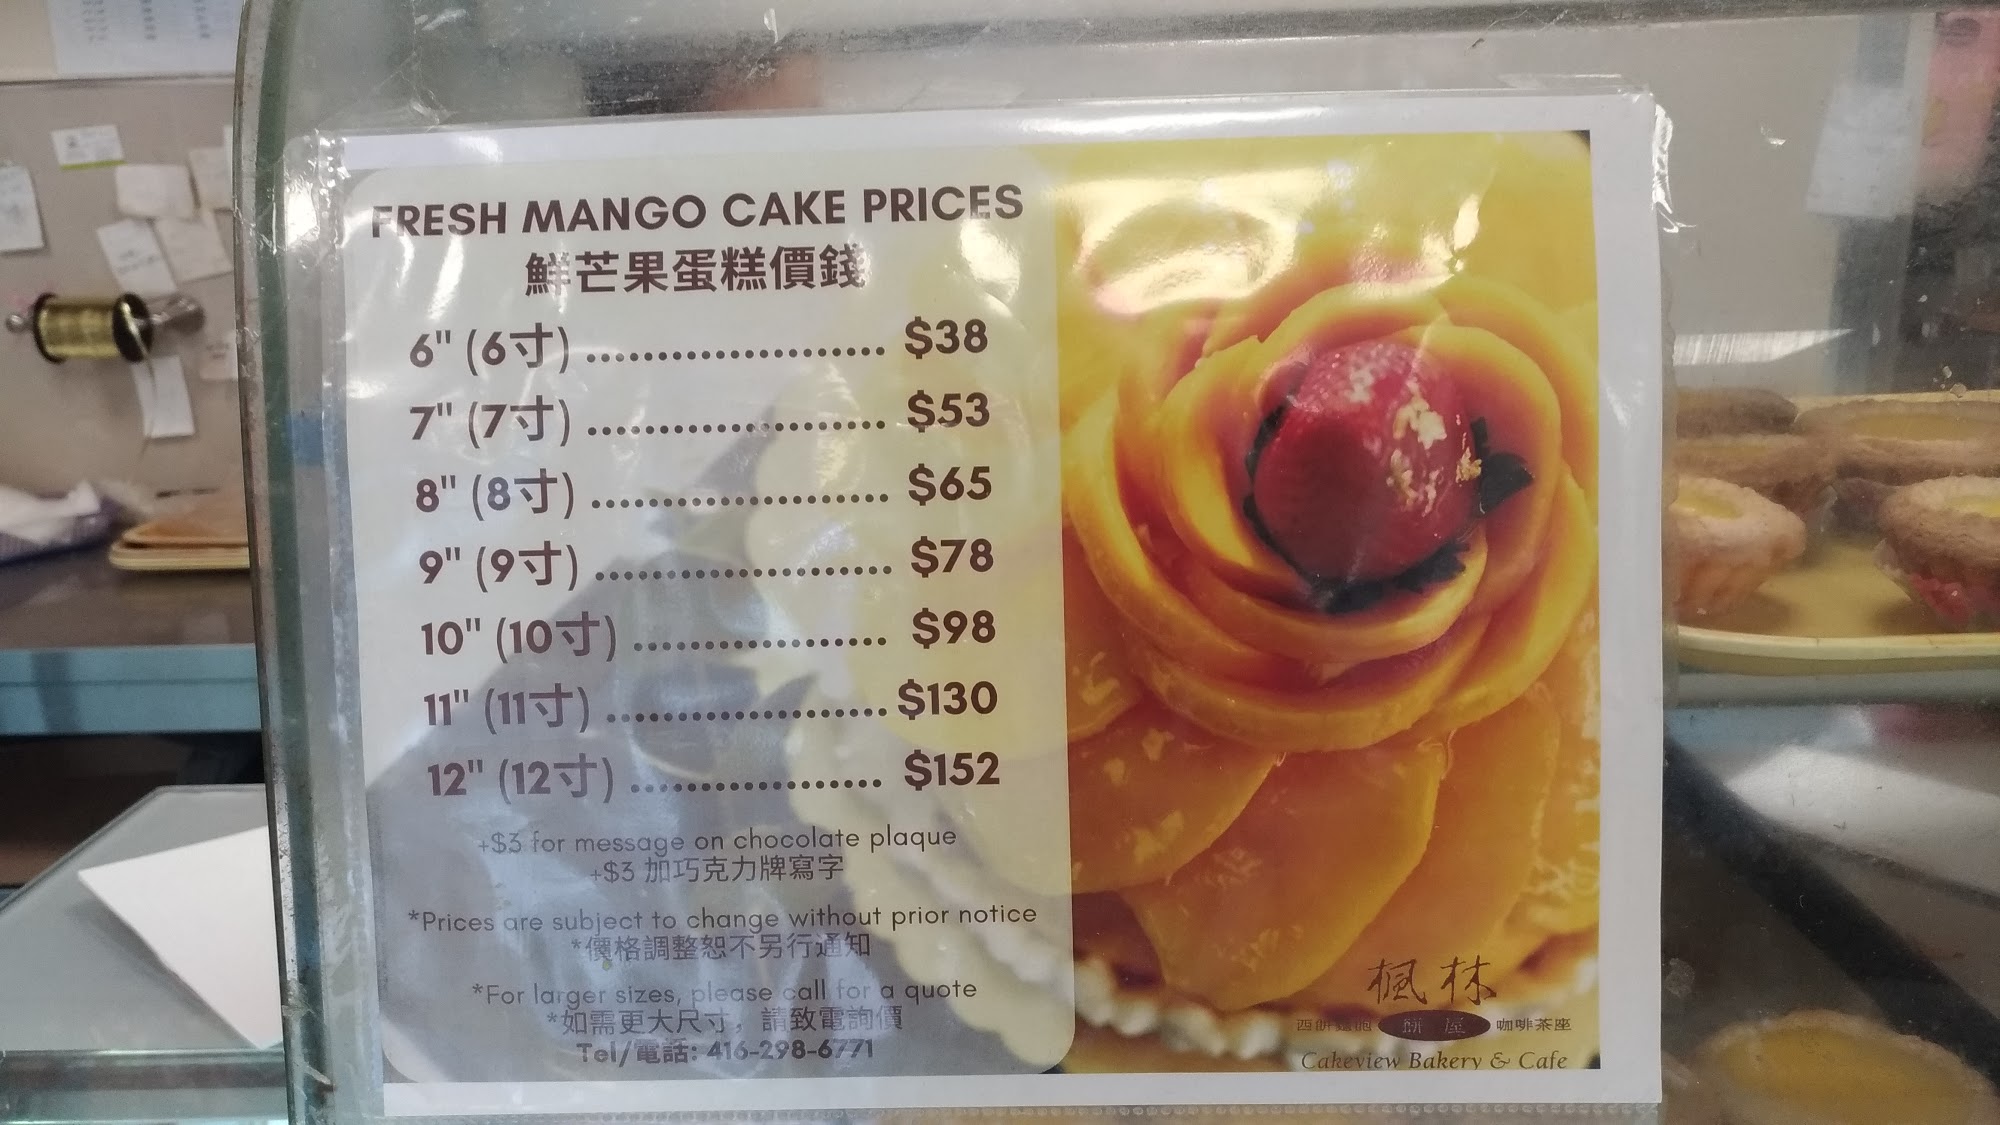 FRESH MANGO CAKE PRICES
鮮芒果蛋糕價錢
6" (6寸) ..................... $38
7" (7寸) ..................... $53
8" (8寸) ..................... $65
9" (9寸) ..................... $78
10" (10寸) .................. $98
11" (11寸) .................... $130
12" (12寸) .................. $152
+$3 for message on chocolate plaque
+$3 加巧克力牌寫字
*Prices are subject to change without prior notice
*價格調整恕不另行通知
*For larger sizes, please call for a quote
*如需更大尺寸，請致電詢價
Tel/電話: 416-298-6771
楓林
西餅麵飽 餅屋 咖啡茶座
Cakeview Bakery & Cafe